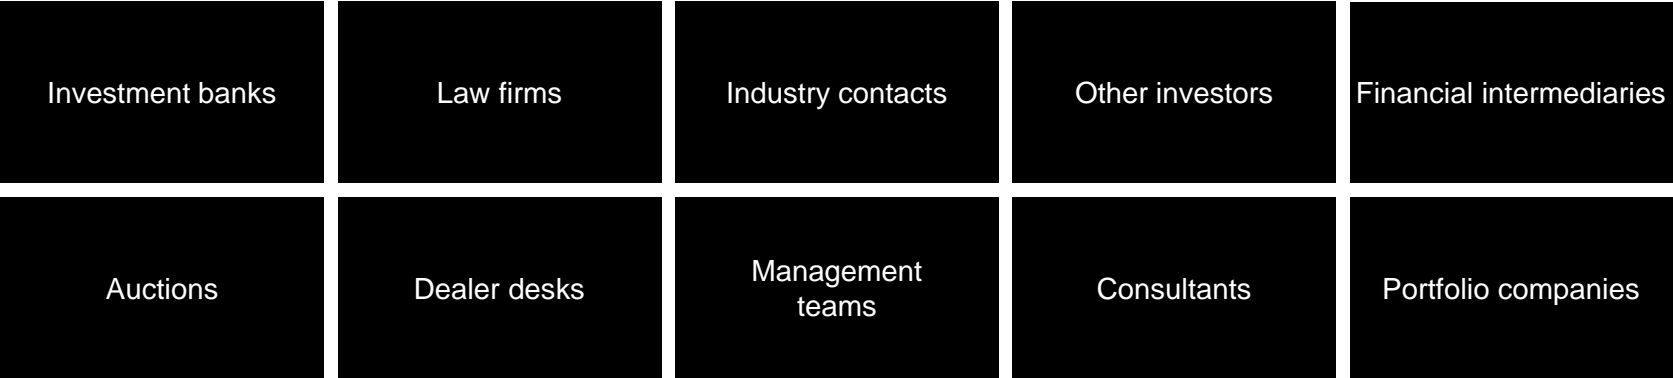 Investment banks
Law firms
Industry contacts
Other investors
Financial intermediaries
Auctions
Dealer desks
Management
teams
Consultants
Portfolio companies